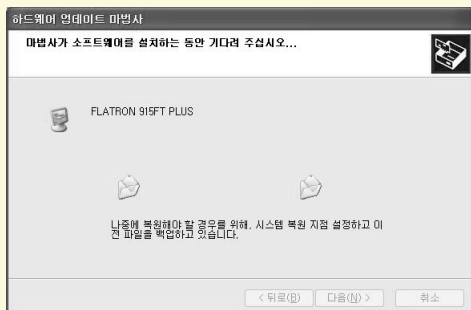 하드웨어 업데이트 마법사
마법사가 소프트웨어를 설치하는 동안 기다려 주십시오...
FLATRON 915FT PLUS
나중에 복원해야 할 경우를 위해, 시스템 복원 지점 설정하고 이
전 파일을 백업하고 있습니다.
< 뒤로(B)
다음(N) >
취소